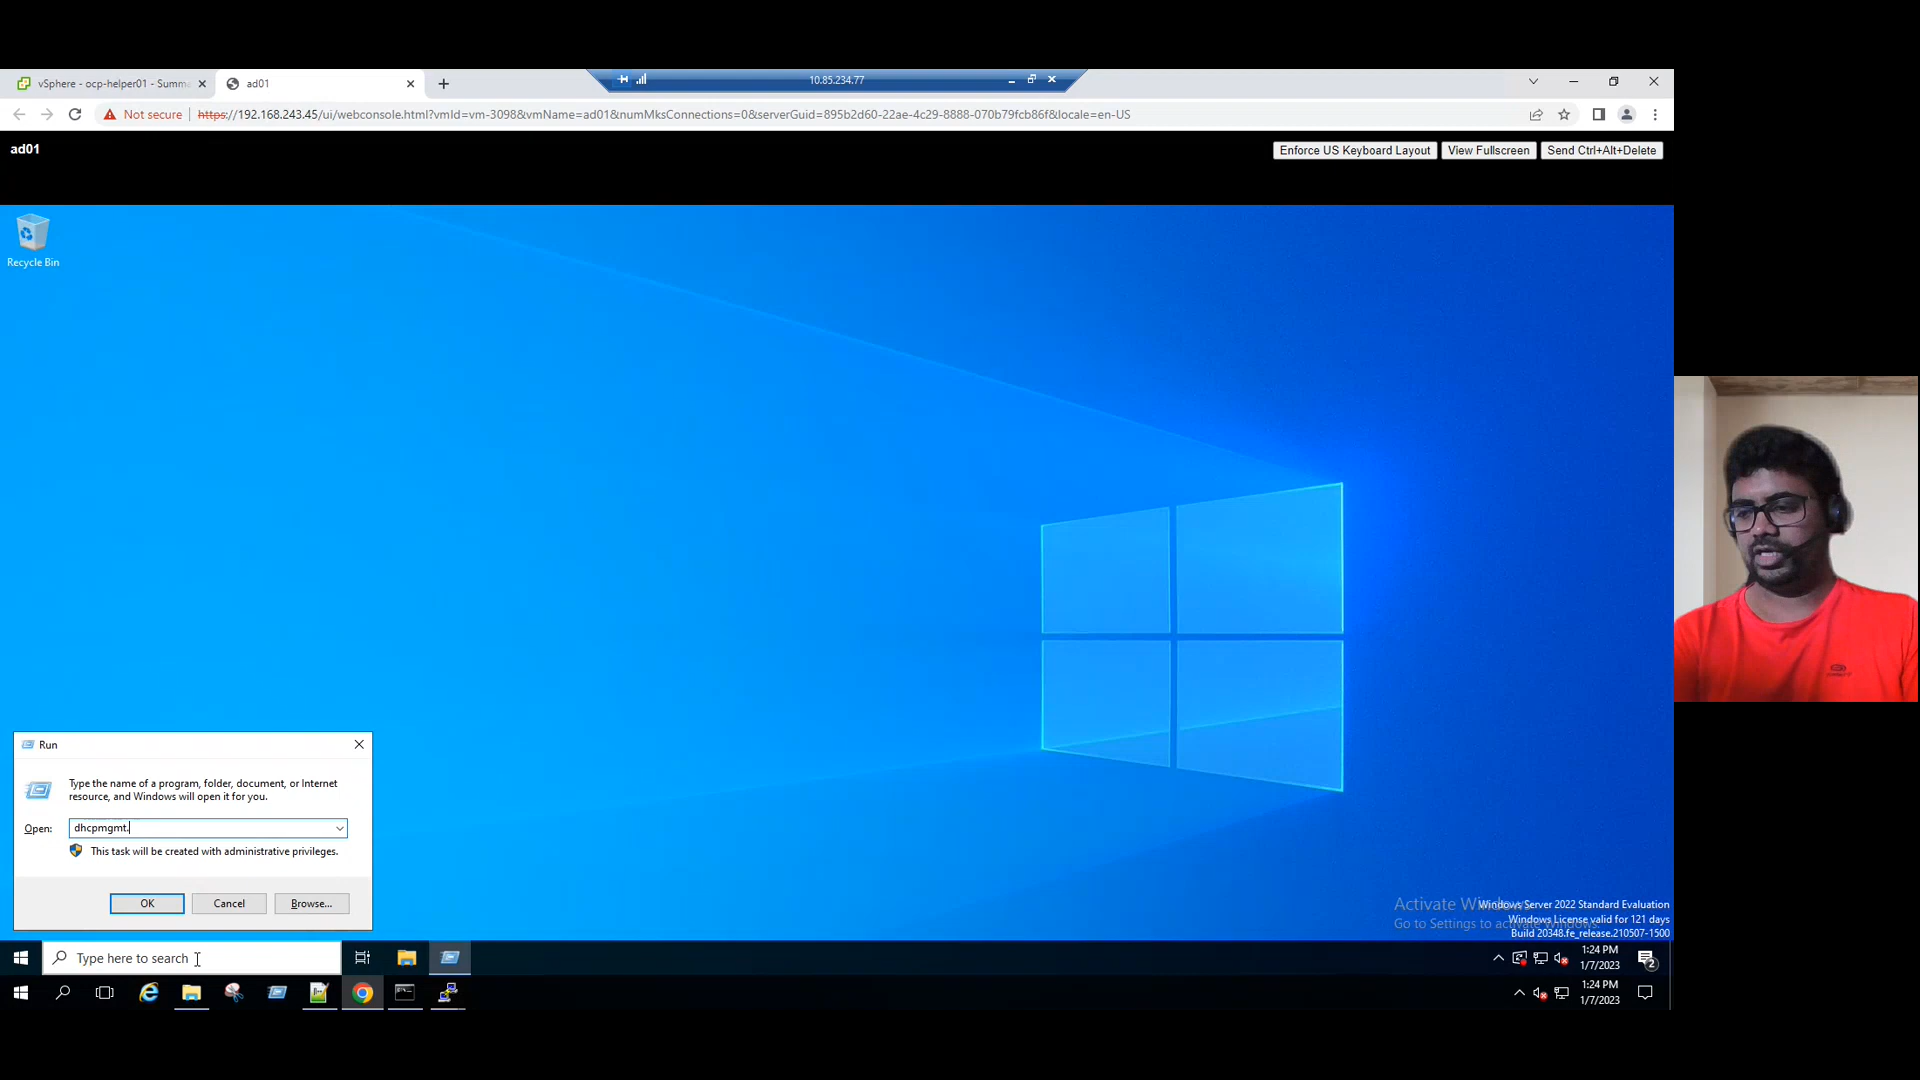 vSphere - ocp-helper01 - Summa
ad01
10.85.234.77
Not secure
https://192.168.243.45/ui/webconsole.html?vmId=vm-3098&vmName=ad01&numMksConnections=0&serverGuid=895b2d60-22ae-4c29-8888-070b79fcb86f&locale=en-US
ad01
Enforce US Keyboard Layout
View Fullscreen
Send Ctrl+Alt+Delete
Recycle Bin
Run
Type the name of a program, folder, document, or Internet
resource, and Windows will open it for you.
Open:
dhcpmgmt.
This task will be created with administrative privileges.
OK
Cancel
Browse...
Activate Windows
Go to Settings to activate Windows.
Windows Server 2022 Standard Evaluation
Windows License valid for 121 days
Build 20348.fe_release.210507-1500
Type here to search
1:24 PM
1/7/2023
2
1:24 PM
1/7/2023